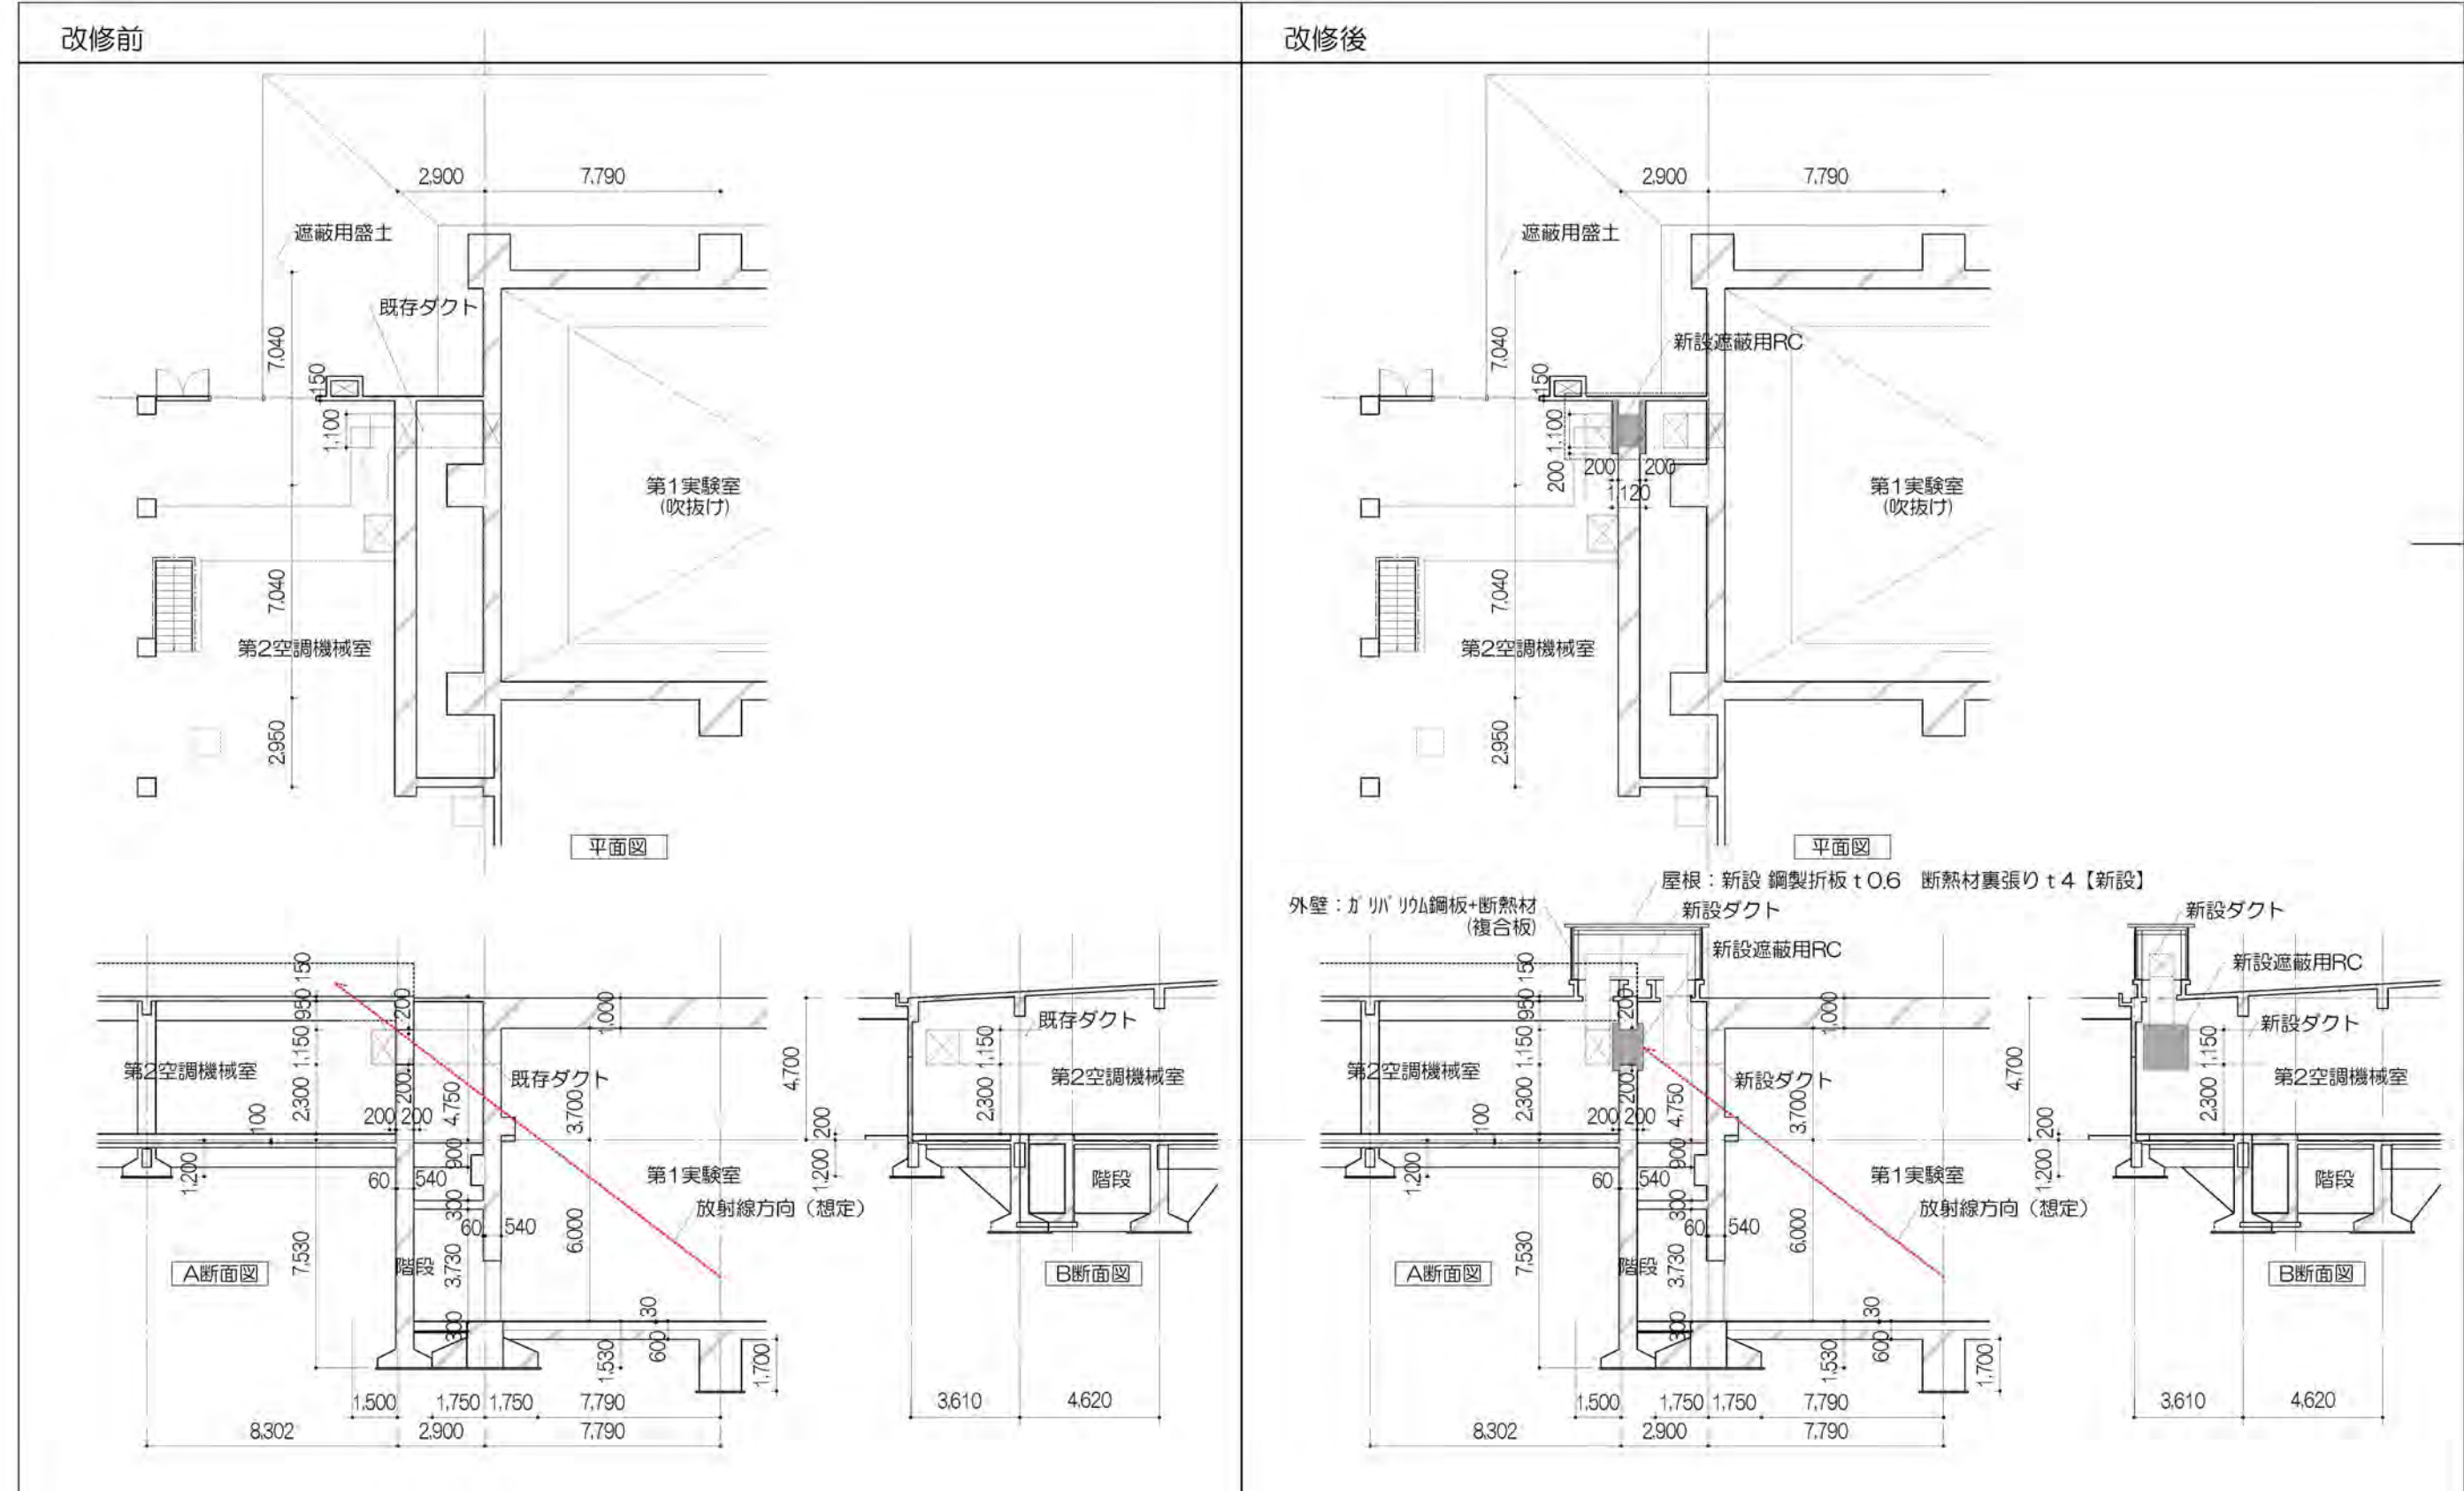 改修前
2,900
7,790
遮蔽用盛土
既存ダクト
7,040
150
1,100
第1実験室
(吹抜け)
7,040
第2空調機械室
2,950
平面図
150
950
200
1,000
1,150
第2空調機械室
既存ダクト
2,300
100
200
200
200
4,750
3,700
4,700
200
1,200
900
60
540
第1実験室
放射線方向（想定）
1,200
300
60
540
6,000
7,530
A断面図
階段
3,730
300
30
600
1,530
1,700
1,500
1,750
1,750
7,790
8,302
2,900
7,790
既存ダクト
1,150
第2空調機械室
2,300
階段
B断面図
3,610
4,620
改修後
2,900
7,790
遮蔽用盛土
新設遮蔽用RC
7,040
150
1,100
200
200
200
1,120
第1実験室
(吹抜け)
7,040
第2空調機械室
2,950
平面図
屋根：新設 鋼製折板ｔ0.6　断熱材裏張りｔ4【新設】
外壁：ｶﾞﾘﾊﾞﾘｳﾑ鋼板+断熱材
(複合板)
新設ダクト
新設遮蔽用RC
150
950
200
1,000
1,150
第2空調機械室
新設ダクト
2,300
100
200
200
200
4,750
3,700
4,700
200
1,200
900
60
540
第1実験室
放射線方向（想定）
1,200
300
60
540
6,000
7,530
A断面図
階段
3,730
300
30
600
1,530
1,700
1,500
1,750
1,750
7,790
8,302
2,900
7,790
新設ダクト
新設遮蔽用RC
新設ダクト
1,150
第2空調機械室
2,300
階段
B断面図
3,610
4,620